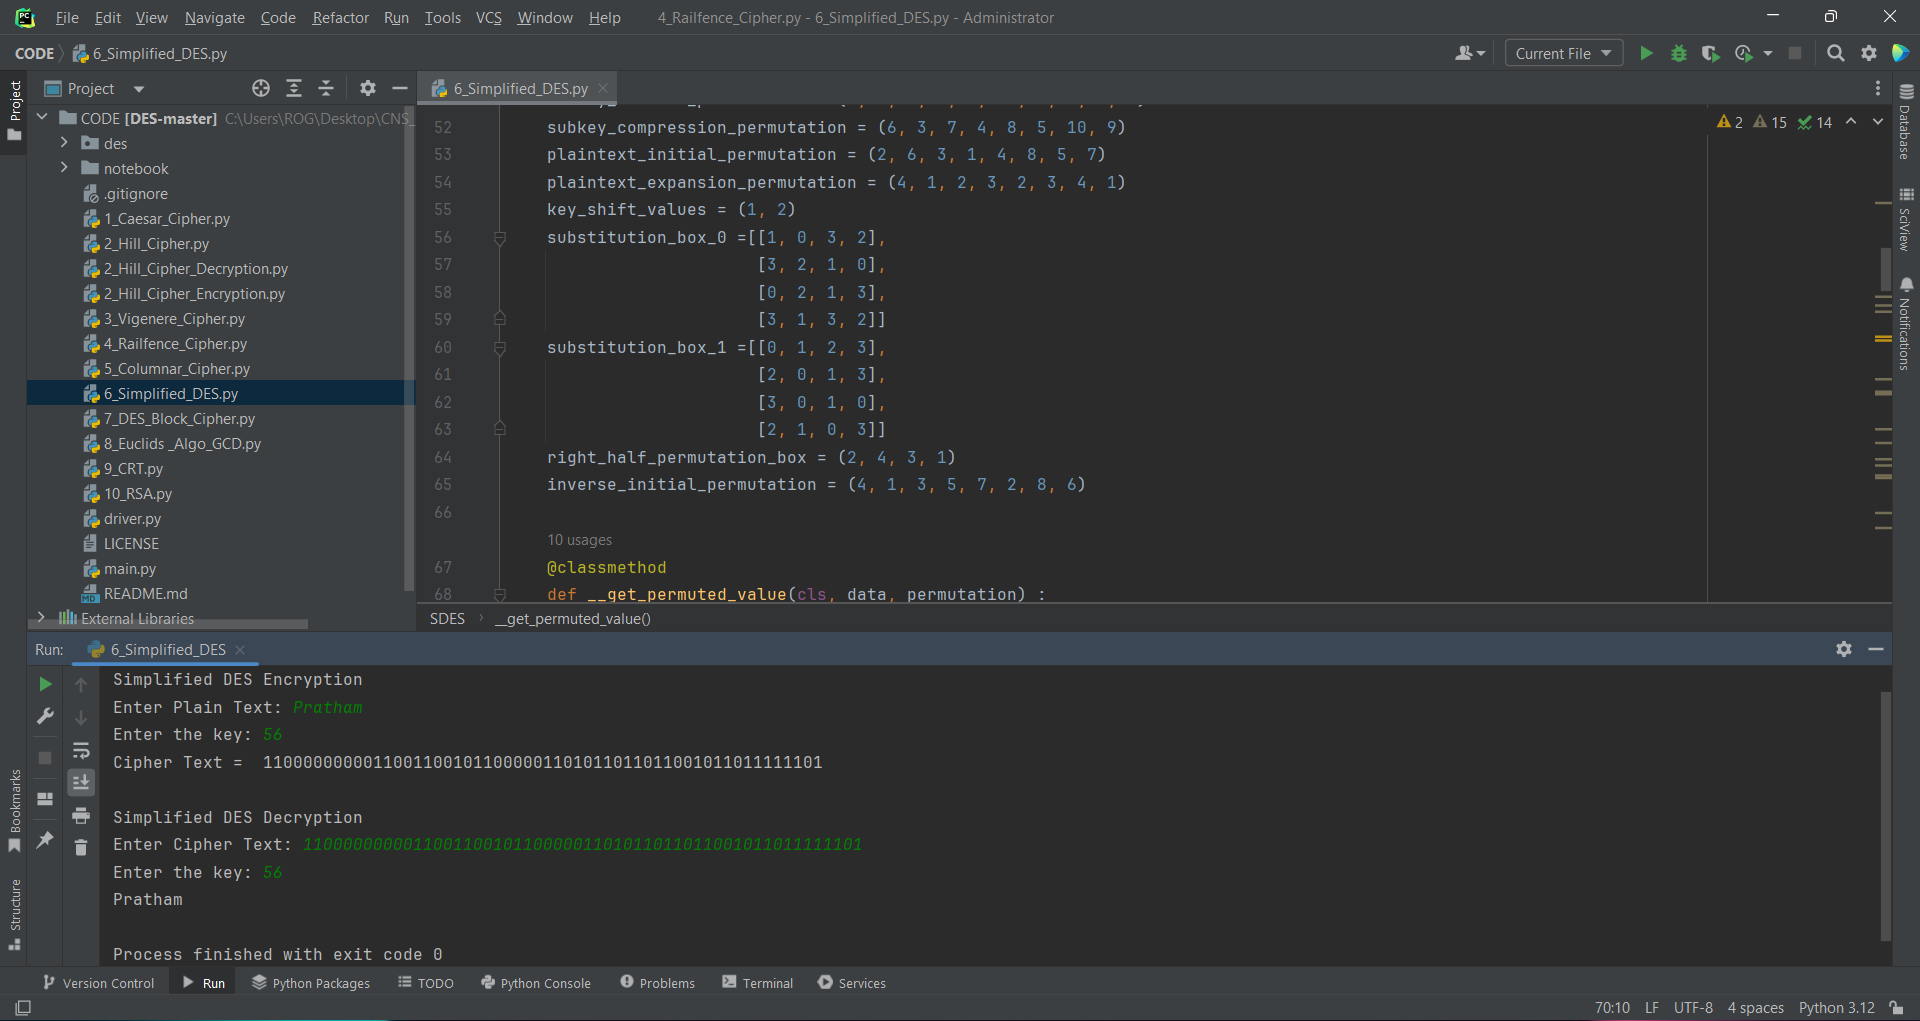 File Edit View Navigate Code Refactor Run Tools VCS Window Help 4_Railfence_Cipher.py - 6_Simplified_DES.py - Administrator
CODE 6_Simplified_DES.py
Current File
Project
Project
6_Simplified_DES.py
CODE [DES-master] C:\Users\ROG\Desktop\CNS_
des
notebook
.gitignore
1_Caesar_Cipher.py
2_Hill_Cipher.py
2_Hill_Cipher_Decryption.py
2_Hill_Cipher_Encryption.py
3_Vigenere_Cipher.py
4_Railfence_Cipher.py
5_Columnar_Cipher.py
6_Simplified_DES.py
7_DES_Block_Cipher.py
8_Euclids _Algo_GCD.py
9_CRT.py
10_RSA.py
driver.py
LICENSE
main.py
README.md
External Libraries
2 15 14
52 subkey_compression_permutation = (6, 3, 7, 4, 8, 5, 10, 9)
53 plaintext_initial_permutation = (2, 6, 3, 1, 4, 8, 5, 7)
54 plaintext_expansion_permutation = (4, 1, 2, 3, 2, 3, 4, 1)
55 key_shift_values = (1, 2)
56 substitution_box_0 =[[1, 0, 3, 2],
57 [3, 2, 1, 0],
58 [0, 2, 1, 3],
59 [3, 1, 3, 2]]
60 substitution_box_1 =[[0, 1, 2, 3],
61 [2, 0, 1, 3],
62 [3, 0, 1, 0],
63 [2, 1, 0, 3]]
64 right_half_permutation_box = (2, 4, 3, 1)
65 inverse_initial_permutation = (4, 1, 3, 5, 7, 2, 8, 6)
66
10 usages
67 @classmethod
68 def __get_permuted_value(cls, data, permutation) :
SDES __get_permuted_value()
Database
SciView
Notifications
Run: 6_Simplified_DES
Simplified DES Encryption
Enter Plain Text: Pratham
Enter the key: 56
Cipher Text = 11000000000110011001011000001101011011011001011011111101
Simplified DES Decryption
Enter Cipher Text: 11000000000110011001011000001101011011011001011011111101
Enter the key: 56
Pratham
Process finished with exit code 0
Bookmarks
Structure
Version Control Run Python Packages TODO Python Console Problems Terminal Services
70:10 LF UTF-8 4 spaces Python 3.12